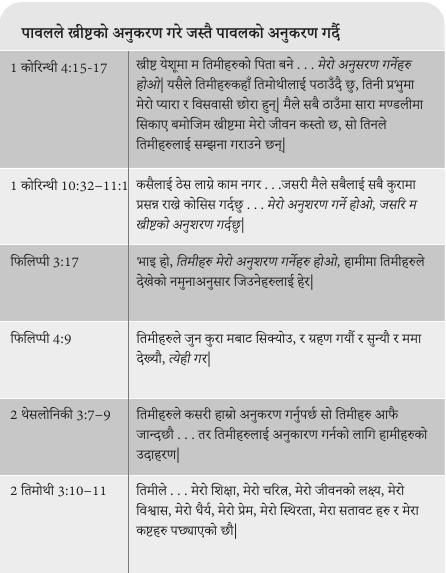 पावलले ख्रीष्टको अनुकरण गरे जस्तै पावलको अनुकरण गर्दै
1 कोरिन्थी 4:15-17
ख्रीष्ट येशूमा म तिमीहरुको पिता बने . . . मेरो अनुसरण गर्नेहरु
होओ| यसैले तिमीहरुकहाँ तिमोथीलाई पठाउँदै छु, तिनी प्रभुमा
मेरो प्यारा र विसवासी छोरा हुन्| मैले सबै ठाउँमा सारा मण्डलीमा
सिकाए बमोजिम ख्रीष्टमा मेरो जीवन कस्तो छ, सो तिनले
तिमीहरुलाई सम्झना गराउने छन्|
1 कोरिन्थी 10:32–11:1
कसैलाई ठेस लाग्ने काम नगर . . .जसरी मैले सबैलाई सबै कुरामा
प्रसन्न राख्ने कोसिस गर्दछु . . . मेरो अनुशरण गर्ने होओ, जसरि म
ख्रीष्टको अनुशरण गर्दछु|
फिलिप्पी 3:17
भाइ हो, तिमीहरु मेरो अनुशरण गर्नेहरु होओ, हामीमा तिमीहरुले
देखेको नमुनाअनुसार जिउनेहरुलाई हेर|
फिलिप्पी 4:9
तिमीहरुले जुन कुरा मबाट सिक्योउ, र ग्रहण गर्यौ र सुन्यौ र ममा
देख्यौ, त्येही गर|
2 थेसलोनिकी 3:7–9
तिमीहरुले कसरी हाम्रो अनुकरण गर्नुपर्छ सो तिमीहरु आफै
जान्दछौ . . . तर तिमीहरुलाई अनुकारण गर्नको लागि हामीहरुको
उदाहरण|
2 तिमोथी 3:10–11
तिमीले . . . मेरो शिक्षा, मेरो चरित्र, मेरो जीवनको लक्ष्य, मेरो
विश्वास, मेरो धैर्य, मेरो प्रेम, मेरो स्थिरता, मेरा सतावट हरु र मेरा
कष्टहरु पछ्याएको छौ|